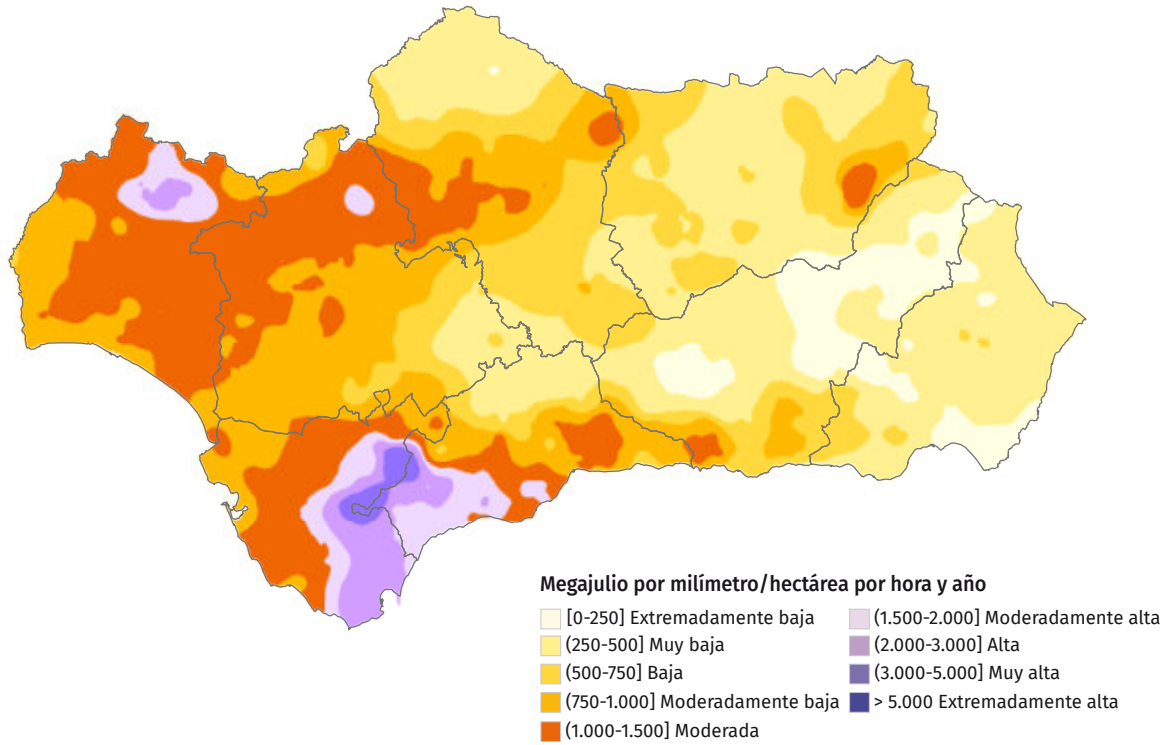 Megajulio por milímetro/hectárea por hora y año
[0-250] Extremadamente baja
(250-500] Muy baja
(500-750] Baja
(750-1.000] Moderadamente baja
(1.000-1.500] Moderada
(1.500-2.000] Moderadamente alta
(2.000-3.000] Alta
(3.000-5.000] Muy alta
> 5.000 Extremadamente alta